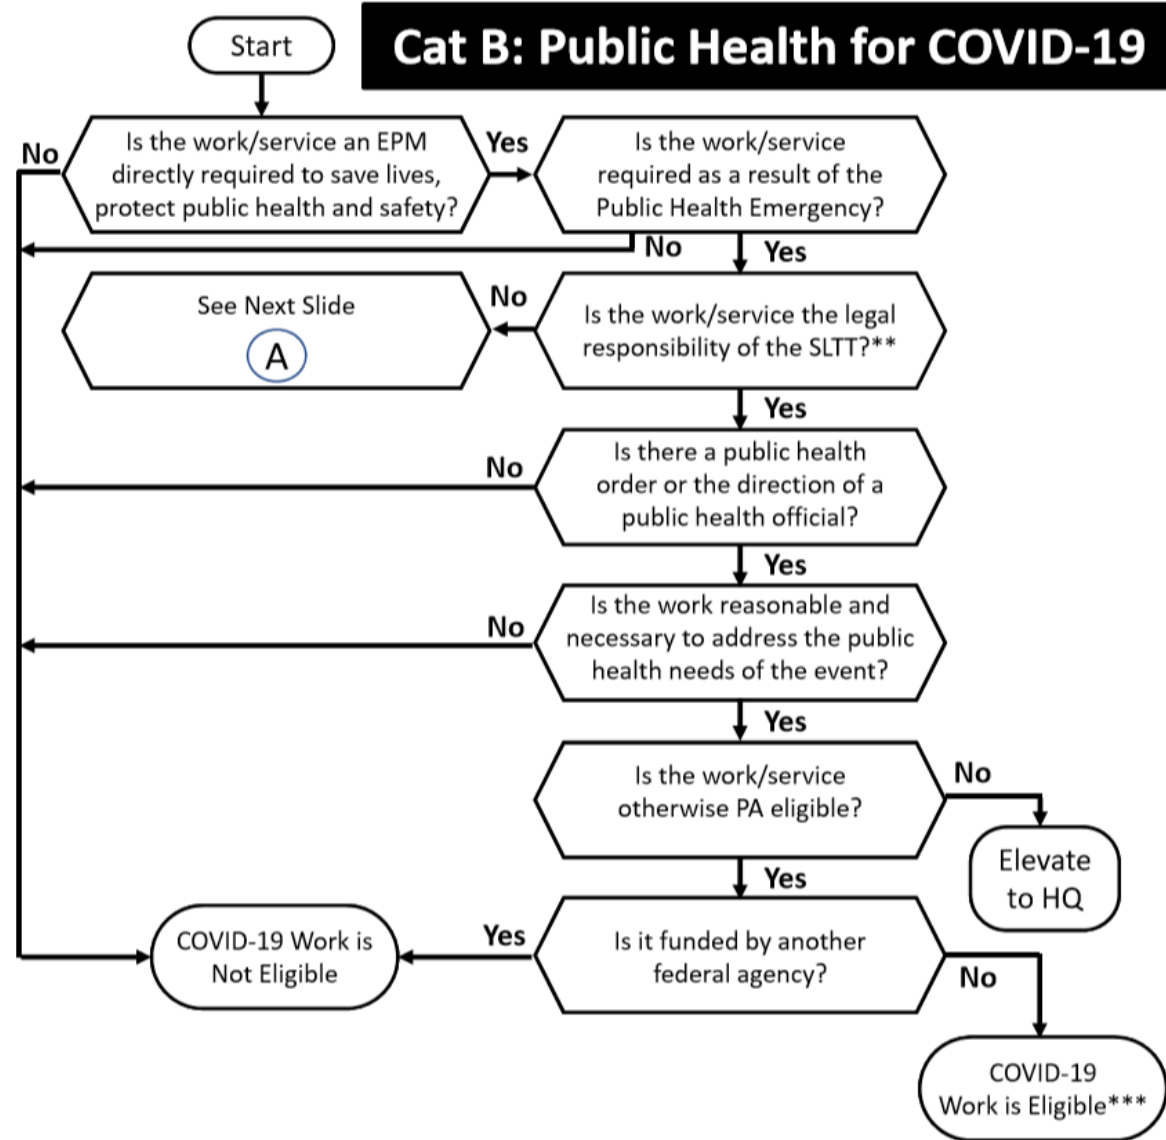 Start
Cat B: Public Health for COVID-19
No
Is the work/service an EPM
directly required to save lives,
protect public health and safety?
Yes
Is the work/service
required as a result of the
Public Health Emergency?
No
Yes
See Next Slide
A
No
Is the work/service the legal
responsibility of the SLTT?**
Yes
No
Is there a public health
order or the direction of a
public health official?
Yes
No
Is the work reasonable and
necessary to address the public
health needs of the event?
Yes
Is the work/service
otherwise PA eligible?
No
Elevate
to HQ
Yes
COVID-19 Work is
Not Eligible
Yes
Is it funded by another
federal agency?
No
COVID-19
Work is Eligible***